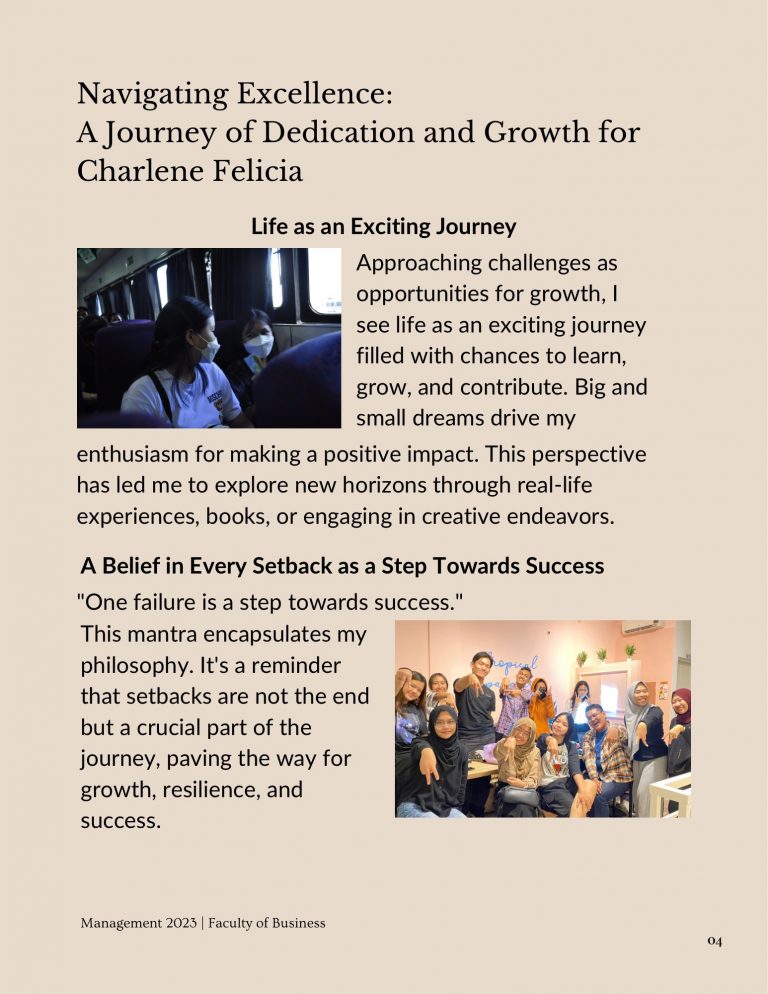 Navigating Excellence:
A Journey of Dedication and Growth for
Charlene Felicia
Life as an Exciting Journey
Approaching challenges as
opportunities for growth, I
see life as an exciting journey
filled with chances to learn,
grow, and contribute. Big and
small dreams drive my
enthusiasm for making a positive impact. This perspective
has led me to explore new horizons through real-life
experiences, books, or engaging in creative endeavors.
A Belief in Every Setback as a Step Towards Success
"One failure is a step towards success."
This mantra encapsulates my
philosophy. It's a reminder
that setbacks are not the end
but a crucial part of the
journey, paving the way for
growth, resilience, and
success.
Tropical
Management 2023 | Faculty of Business
04